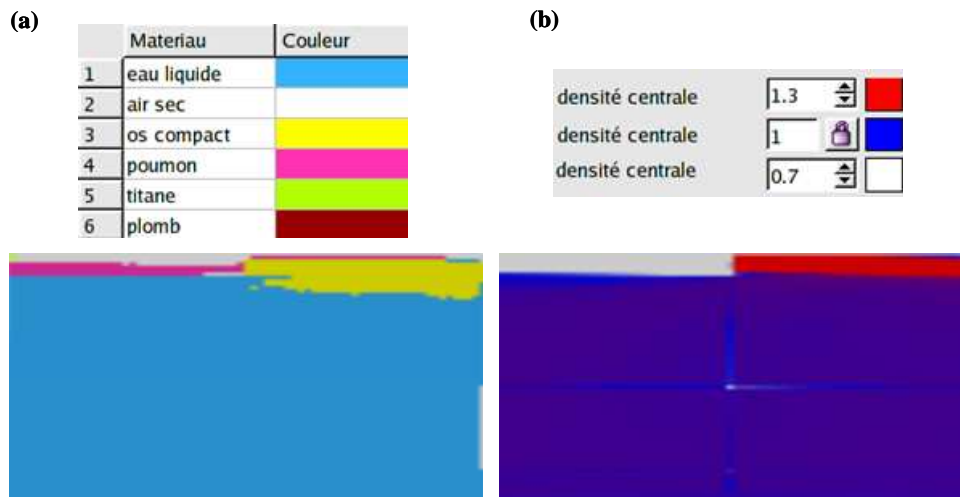 (a)
Materiau Couleur
1 eau liquide
2 air sec
3 os compact
4 poumon
5 titane
6 plomb
(b)
densité centrale 1.3
densité centrale 1
densité centrale 0.7